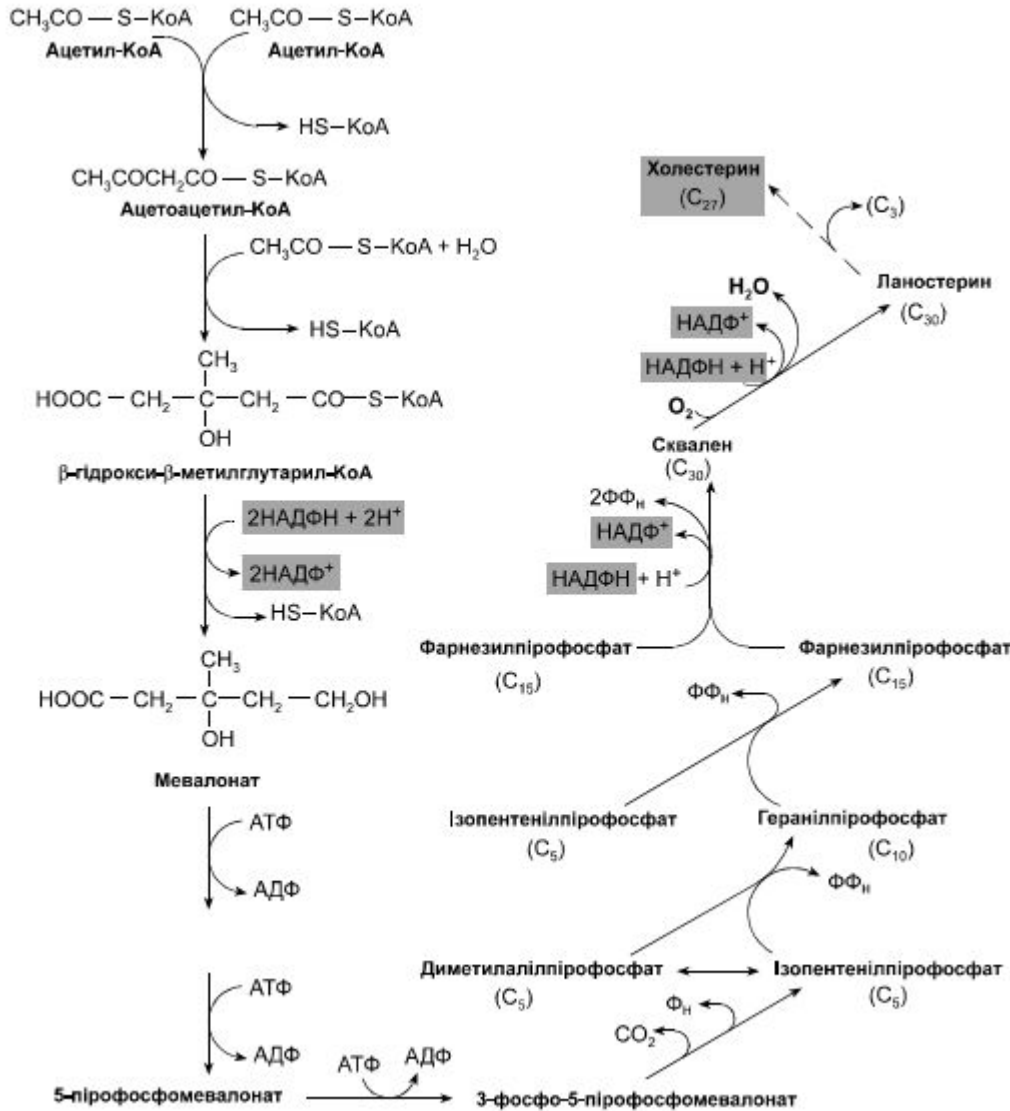 CH₃CO — S — KoA
CH₃CO — S — KoA
Ацетил-КоА
Ацетил-КоА
HS — KoA
CH₃COCH₂CO — S — KoA
Ацетоацетил-КоА
CH₃CO — S — KoA + H₂O
HS — KoA
CH₃
HOOC — CH₂ — C — CH₂ — CO — S — KoA
OH
β-гідрокси-β-метилглутарил-КоА
2НАДФН + 2Н⁺
2НАДФ⁺
HS — KoA
CH₃
HOOC — CH₂ — C — CH₂ — CH₂OH
OH
Мевалонат
АТФ
АДФ
АТФ
АДФ
5-пірофосфомевалонат
АТФ
АДФ
3-фосфо-5-пірофосфомевалонат
CO₂
Фₙ
Диметилалілпірофосфат
(C₅)
Ізопентенілпірофосфат
(C₅)
ФФₙ
Ізопентенілпірофосфат
(C₅)
Геранілпірофосфат
(C₁₀)
ФФₙ
Фарнезилпірофосфат
(C₁₅)
Фарнезилпірофосфат
(C₁₅)
НАДФН + Н⁺
НАДФ⁺
2ФФₙ
Сквален
(C₃₀)
O₂
НАДФН + Н⁺
НАДФ⁺
H₂O
Ланостерин
(C₃₀)
(C₃)
Холестерин
(C₂₇)